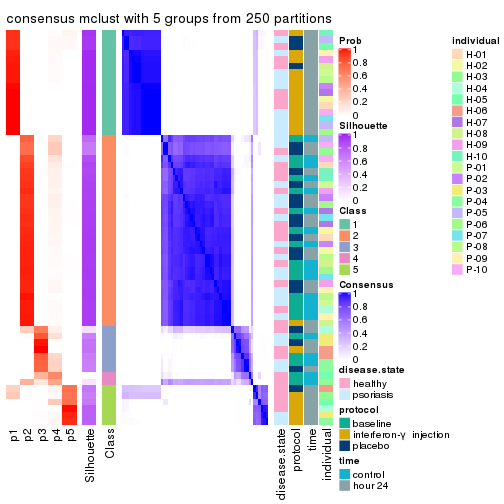 consensus mclust with 5 groups from 250 partitions
Prob
1
0.8
0.6
0.4
0.2
0
Silhouette
1
0.8
0.6
0.4
0.2
0
Class
1
2
3
4
5
Consensus
1
0.8
0.6
0.4
0.2
0
disease.state
healthy
psoriasis
protocol
baseline
interferon-γ injection
placebo
time
control
hour 24
individual
H-01
H-02
H-03
H-04
H-05
H-06
H-07
H-08
H-09
H-10
P-01
P-02
P-03
P-04
P-05
P-06
P-07
P-08
P-09
P-10
p1
p2
p3
p4
p5
Silhouette
Class
disease.state
protocol
time
individual